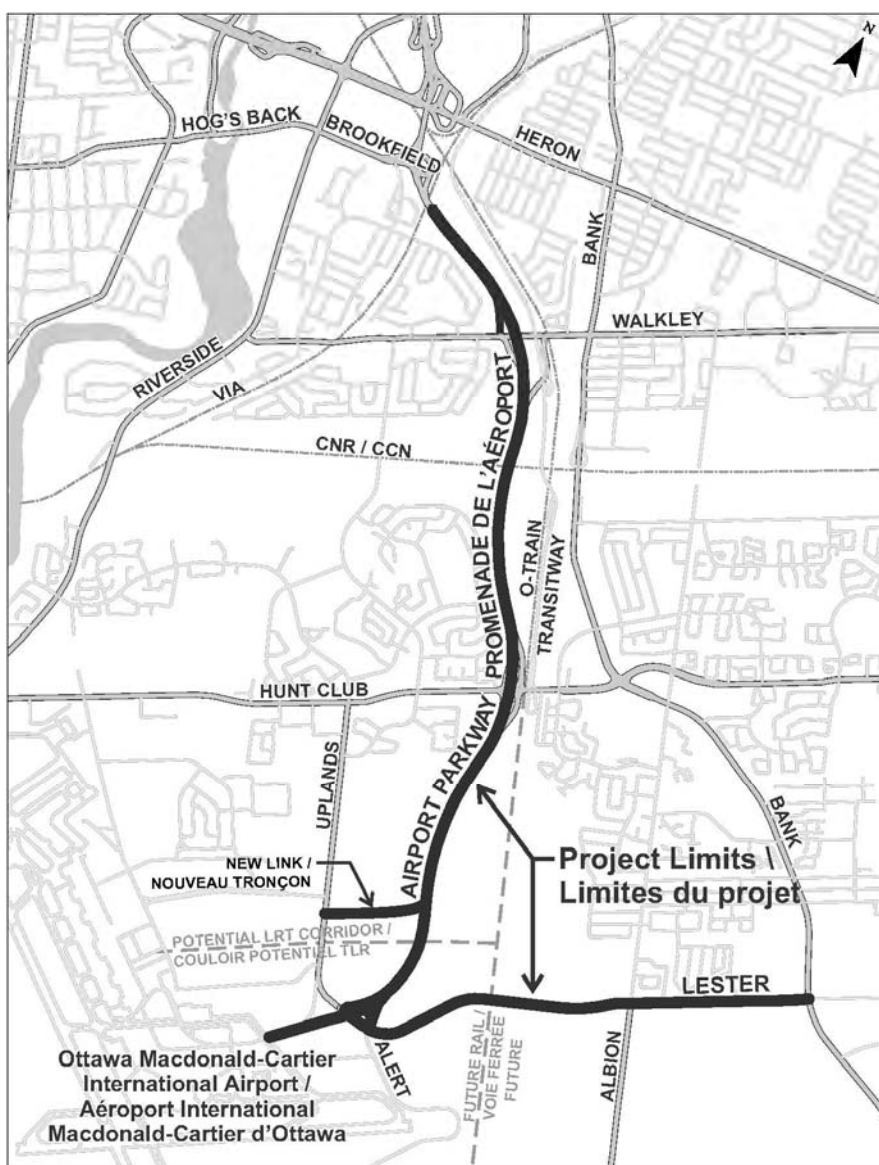 N
HOG'S BACK
BROOKFIELD
HERON
BANK
WALKLEY
RIVERSIDE
VIA
PROMENADE DE L'AÉROPORT
CNR / CCN
O-TRAIN
TRANSITWAY
HUNT CLUB
AIRPORT PARKWAY
UPLANDS
BANK
NEW LINK /
NOUVEAU TRONÇON
Project Limits \
Limites du projet
POTENTIAL LRT CORRIDOR /
COULOIR POTENTIEL TLR
LESTER
ALERT
FUTURE RAIL /
VOIE FERRÉE
FUTURE
ALBION
Ottawa Macdonald-Cartier
International Airport /
Aéroport International
Macdonald-Cartier d'Ottawa